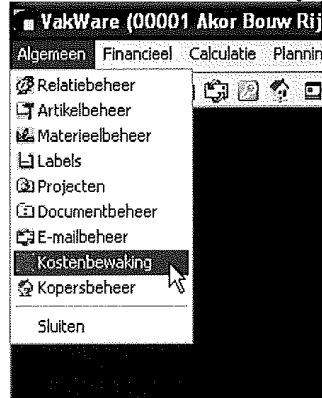 VakWare (00001 Akor Bouw Rij
Algemeen Financieel Calculatie Plannin
Relatiebeheer
Artikelbeheer
Materieelbeheer
Labels
Projecten
Documentbeheer
E-mailbeheer
Kostenbewaking
Kopersbeheer
Sluiten